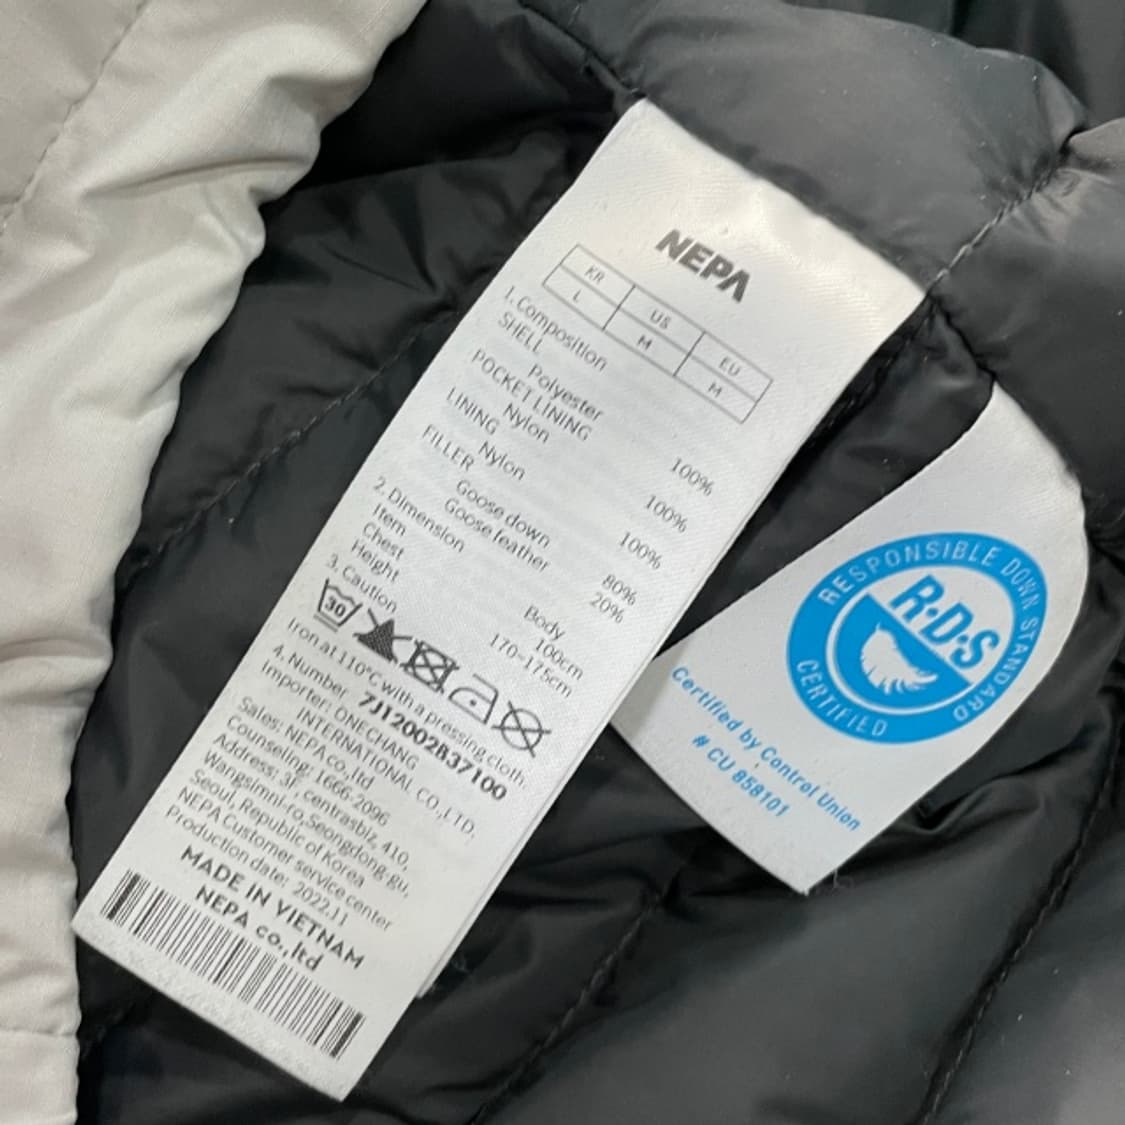 NEPA
KR US EU
L M M
1. Composition
SHELL
Polyester 100%
POCKET LINING
Nylon 100%
LINING
Nylon 100%
FILLER
Goose down 80%
Goose feather 20%
2. Dimension
Item Body
Chest 100cm
Height 170~175cm
3. Caution
30
Iron at 110°C with a pressing cloth.
4. Number 7J12002B37100
Importer: ONECHANG
INTERNATIONAL CO.,LTD.
Sales: NEPA co.,ltd
Counseling: 1666-2096
Address: 3f, centrasbiz, 410,
Wangsimni-ro, Seongdong-gu,
Seoul, Republic of Korea
NEPA Customer service center
Production date: 2022.11
MADE IN VIETNAM
NEPA co.,ltd
RESPONSIBLE DOWN STANDARD
R·D·S
CERTIFIED
Certified by Control Union
# CU 858101